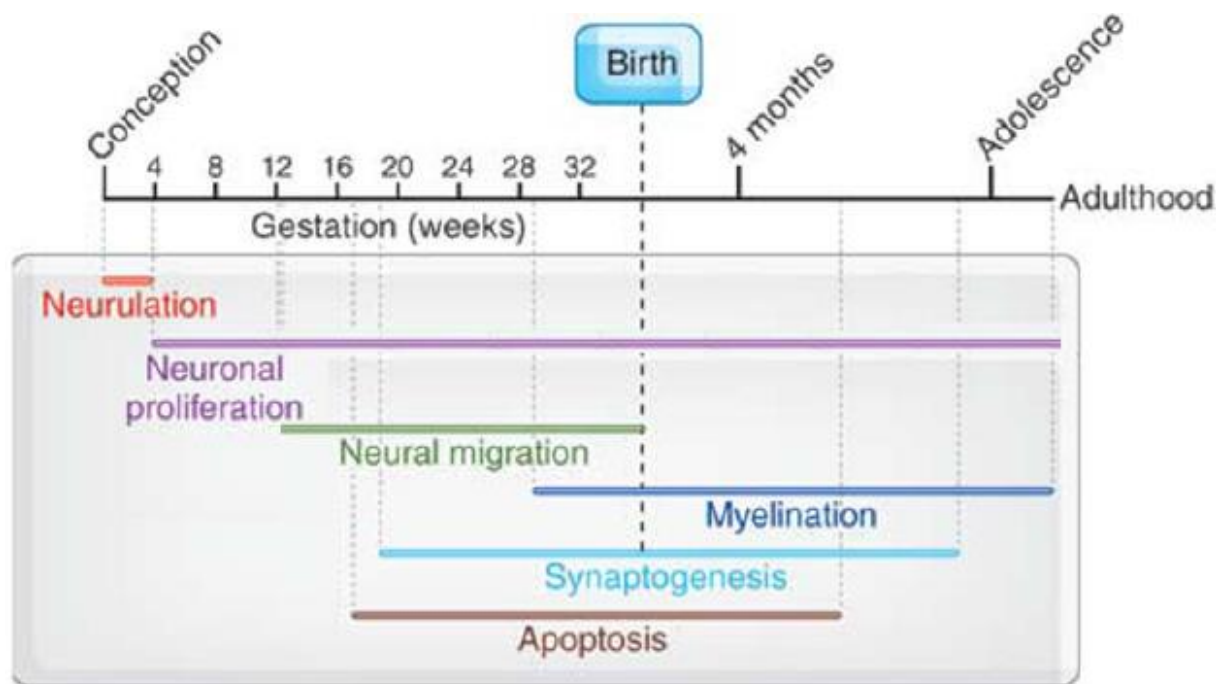 Conception
Birth
4 months
Adolescence
4 8 12 16 20 24 28 32
Adulthood
Gestation (weeks)
Neurulation
Neuronal
proliferation
Neural migration
Myelination
Synaptogenesis
Apoptosis